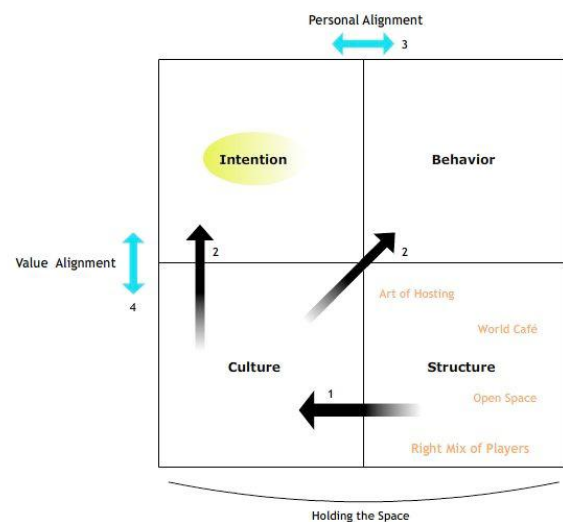 Personal Alignment
3
Intention
Behavior
2
2
Value Alignment
4
Art of Hosting
World Café
Culture
Structure
1
Open Space
Right Mix of Players
Holding the Space